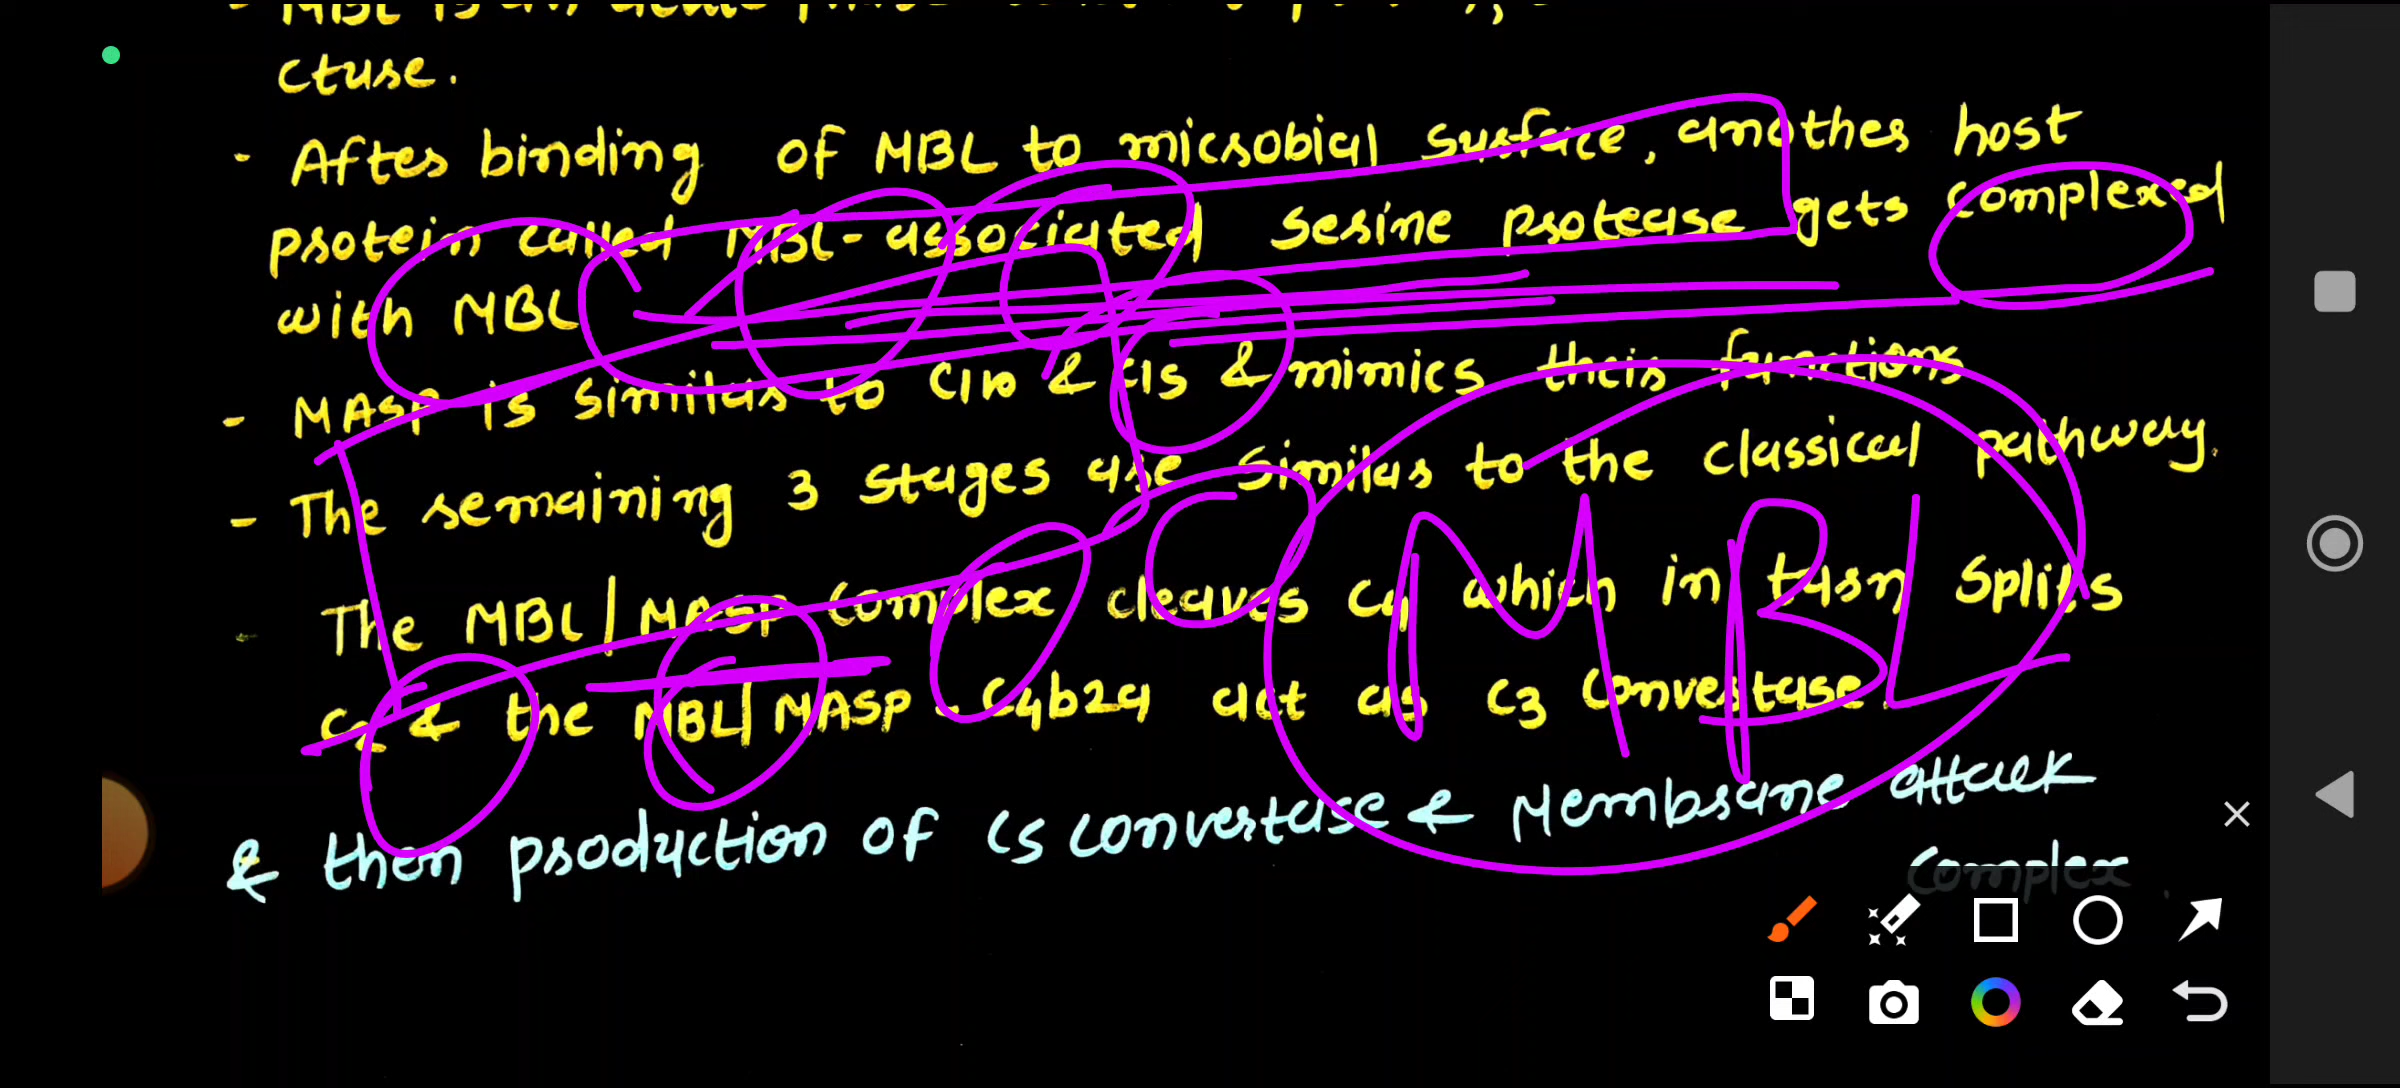 cture.
- After binding of MBL to microbial surface, another host
protein called MBL-associated serine protease gets complexed
with MBL
- MASP is similar to C1r & C1s & mimics their functions
- The remaining 3 stages are similar to the classical pathway.
- The MBL/MASP complex cleaves C4 which in turn splits
C2 & the MBL/MASP - C4b2a act as C3 convertase.
MBL
& then production of C5 convertase & Membrane attack
complex.